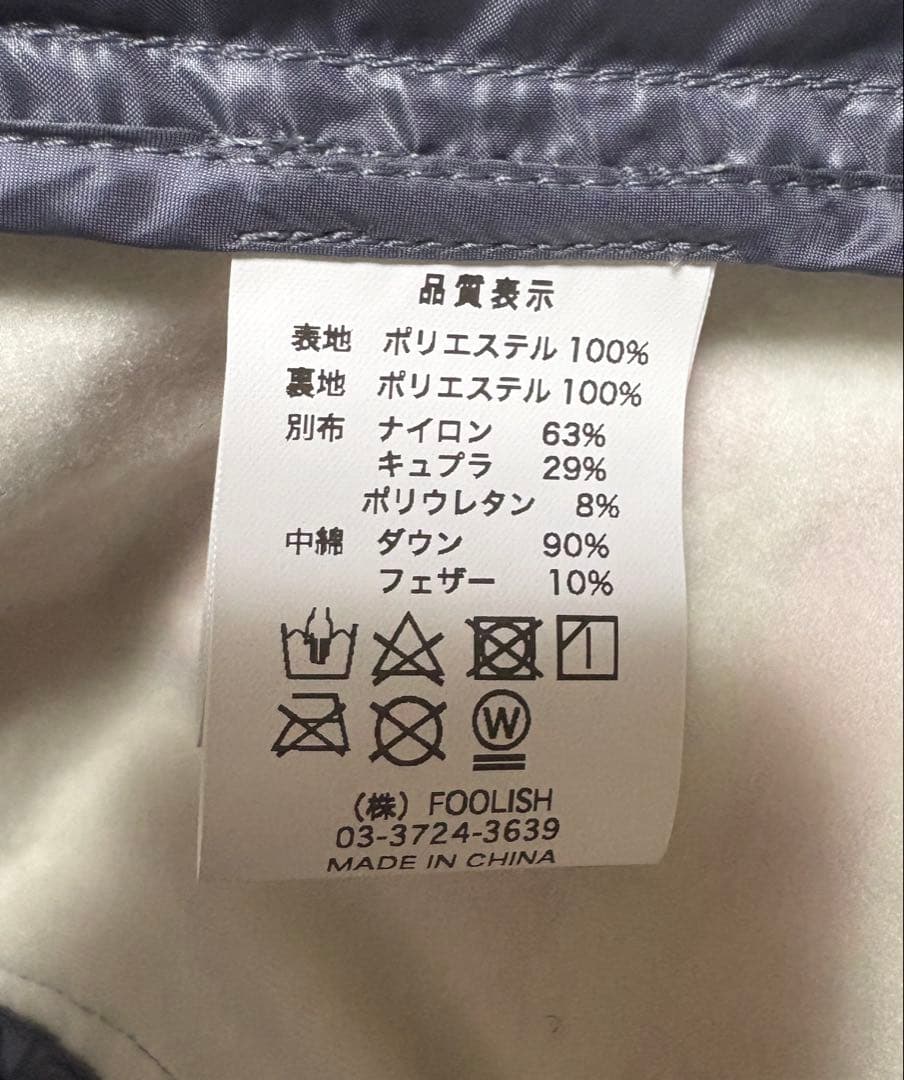 品質表示
表地 ポリエステル 100%
裏地 ポリエステル 100%
別布 ナイロン 63%
キュプラ 29%
ポリウレタン 8%
中綿 ダウン 90%
フェザー 10%
W
(株) FOOLISH
03-3724-3639
MADE IN CHINA